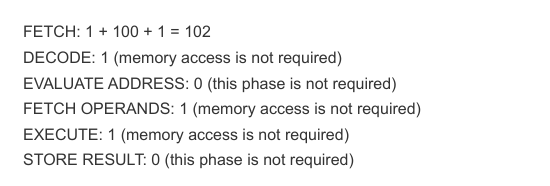 FETCH: 1 + 100 + 1 = 102
DECODE: 1 (memory access is not required)
EVALUATE ADDRESS: 0 (this phase is not required)
FETCH OPERANDS: 1 (memory access is not required)
EXECUTE: 1 (memory access is not required)
STORE RESULT: 0 (this phase is not required)